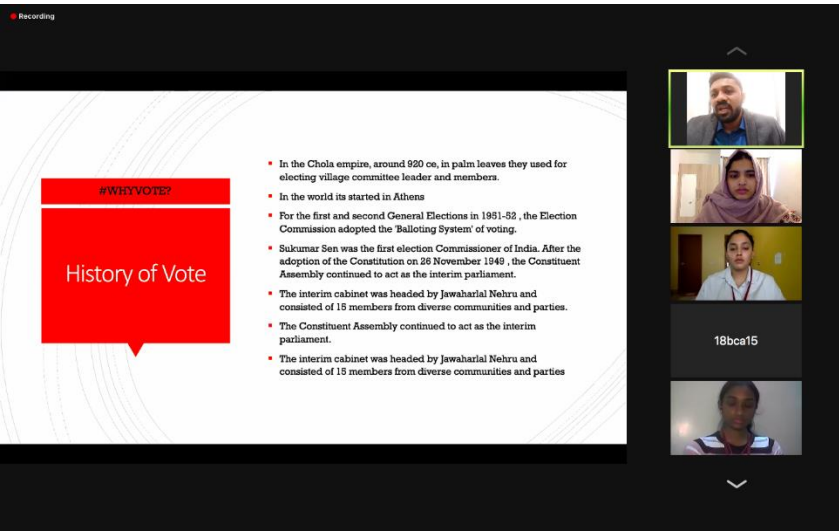 Recording
#WHYVOTE?
History of Vote
In the Chola empire, around 920 ce, in palm leaves they used for
electing village committee leader and members.
In the world its started in Athens
For the first and second General Elections in 1951-52 , the Election
Commission adopted the 'Balloting System' of voting.
Sukumar Sen was the first election Commissioner of India. After the
adoption of the Constitution on 26 November 1949 , the Constituent
Assembly continued to act as the interim parliament.
The interim cabinet was headed by Jawaharlal Nehru and
consisted of 15 members from diverse communities and parties.
The Constituent Assembly continued to act as the interim
parliament.
The interim cabinet was headed by Jawaharlal Nehru and
consisted of 15 members from diverse communities and parties
18bca15